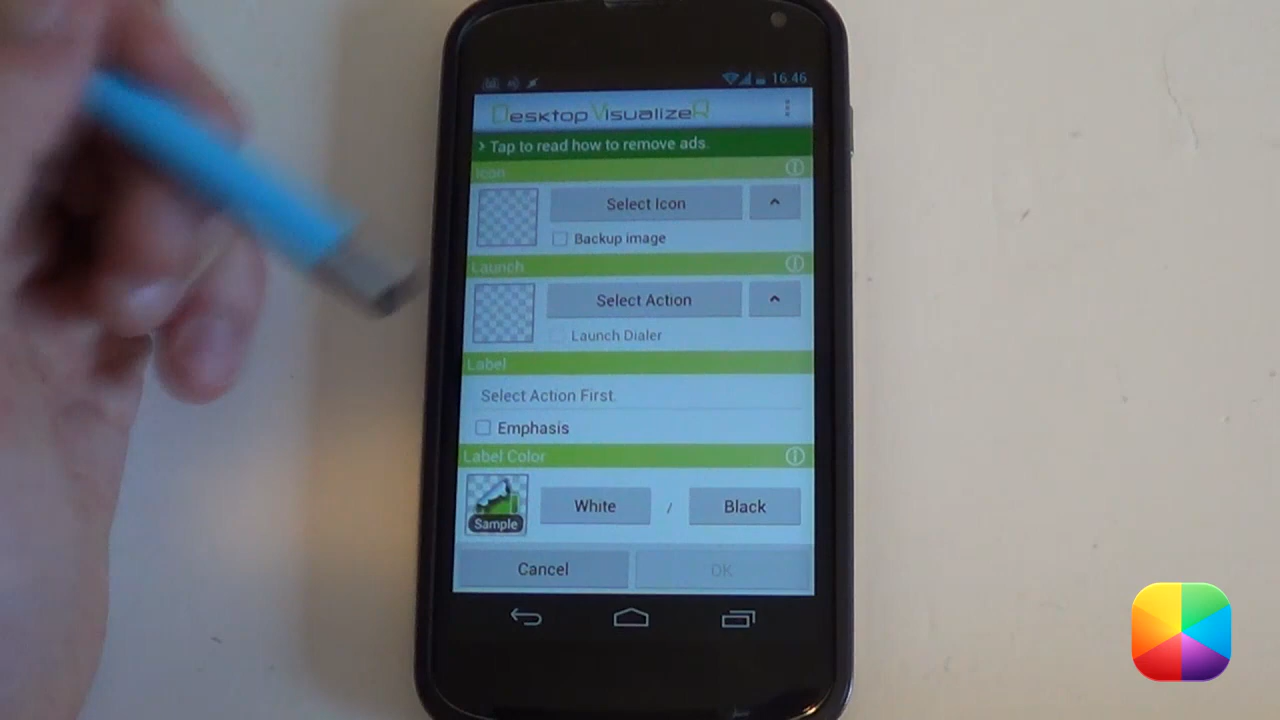 16.46
Desktop VisualizeR
> Tap to read how to remove ads.
Icon
Select Icon
Backup image
Launch
Select Action
Launch Dialer
Label
Select Action First.
Emphasis
Label Color
Sample
White / Black
Cancel
OK